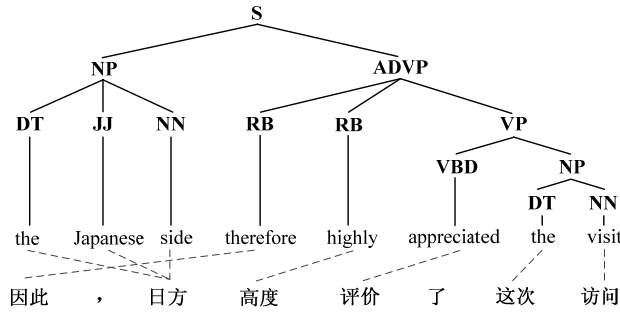 S
NP ADVP
DT JJ NN RB RB VP
VBD NP
DT NN
the Japanese side therefore highly appreciated the visit
因此 ， 日方 高度 评价 了 这次 访问